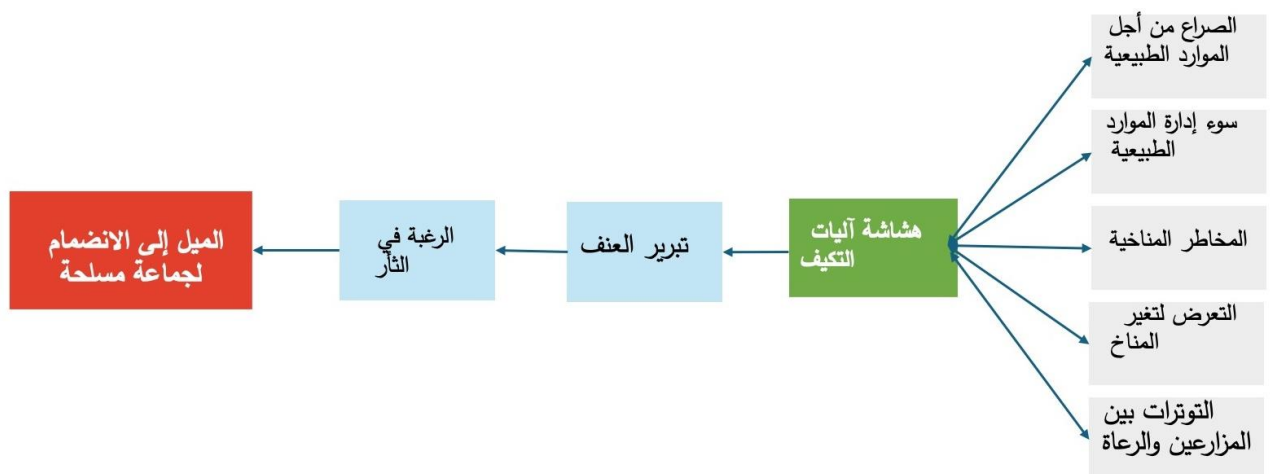 الصراع من أجل
الموارد الطبيعية
سوء إدارة الموارد
الطبيعية
المخاطر المناخية
التعرض لتغير
المناخ
التوترات بين
المزارعين والرعاة
هشاشة آليات
التكيف
تبرير العنف
الرغبة في
الثأر
الميل إلى الانضمام
لجماعة مسلحة